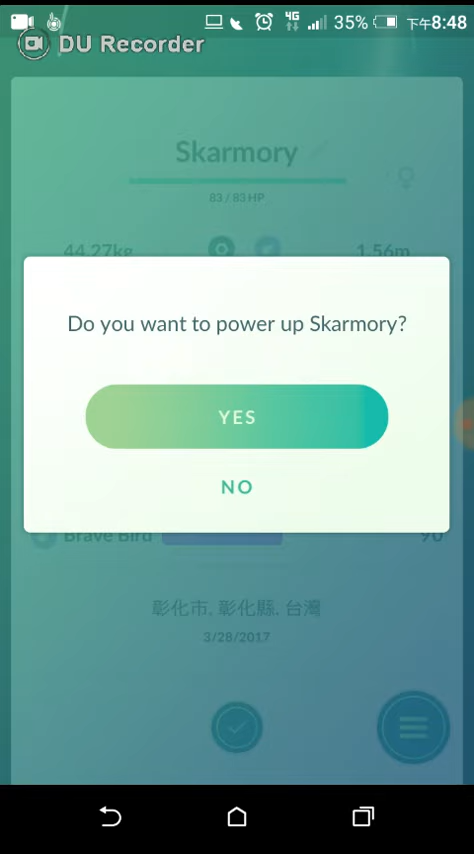 4G 35% 下午8:48
DU Recorder
Skarmory
83 / 83 HP
44.27kg 1.56m
Do you want to power up Skarmory?
YES
NO
Brave Bird 90
彰化市, 彰化縣, 台灣
3/28/2017